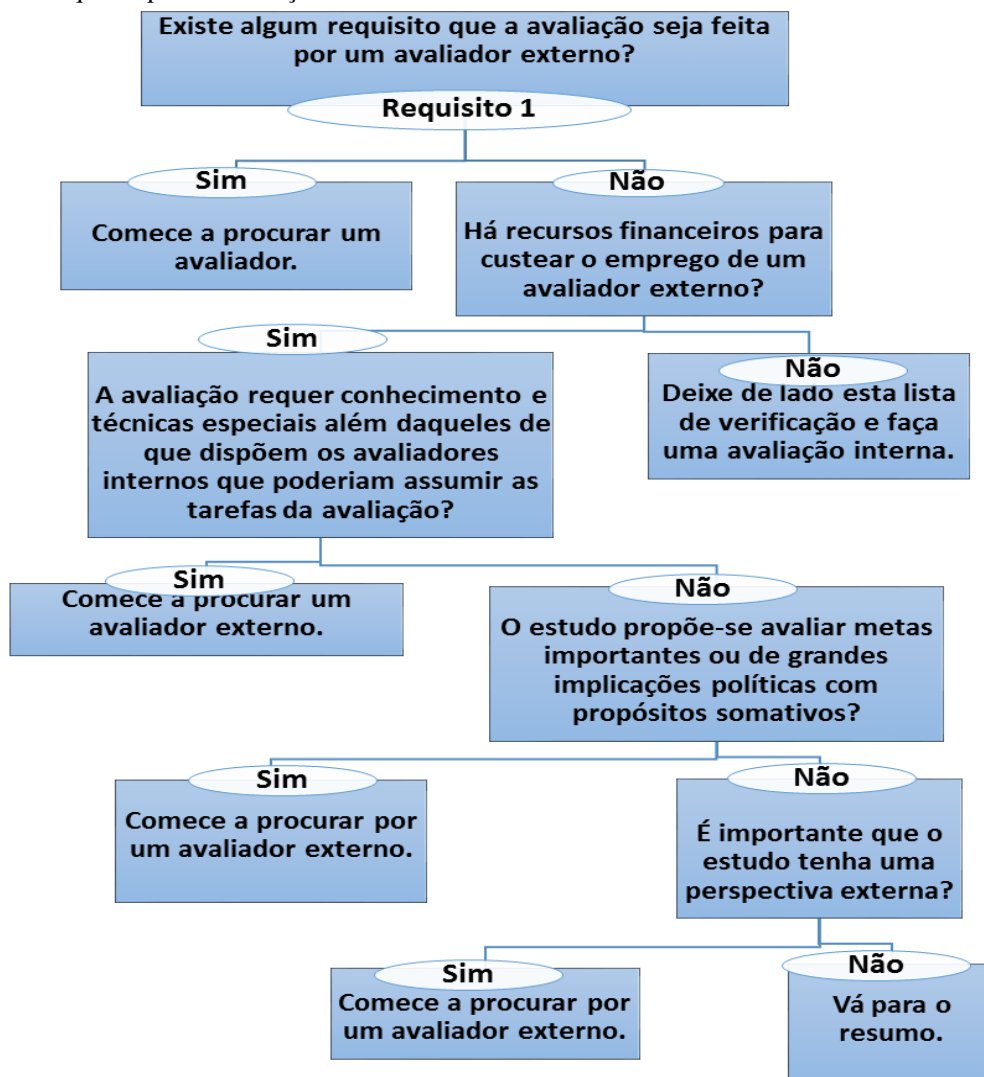 Existe algum requisito que a avaliação seja feita
por um avaliador externo?
Requisito 1
Sim
Comece a procurar um
avaliador.
Não
Há recursos financeiros para
custear o emprego de um
avaliador externo?
Sim
A avaliação requer conhecimento e
técnicas especiais além daqueles de
que dispõem os avaliadores
internos que poderiam assumir as
tarefas da avaliação?
Não
Deixe de lado esta lista
de verificação e faça
uma avaliação interna.
Sim
Comece a procurar um
avaliador externo.
Não
O estudo propõe-se avaliar metas
importantes ou de grandes
implicações políticas com
propósitos somativos?
Sim
Comece a procurar por
um avaliador externo.
Não
É importante que o
estudo tenha uma
perspectiva externa?
Sim
Comece a procurar por
um avaliador externo.
Não
Vá para o
resumo.